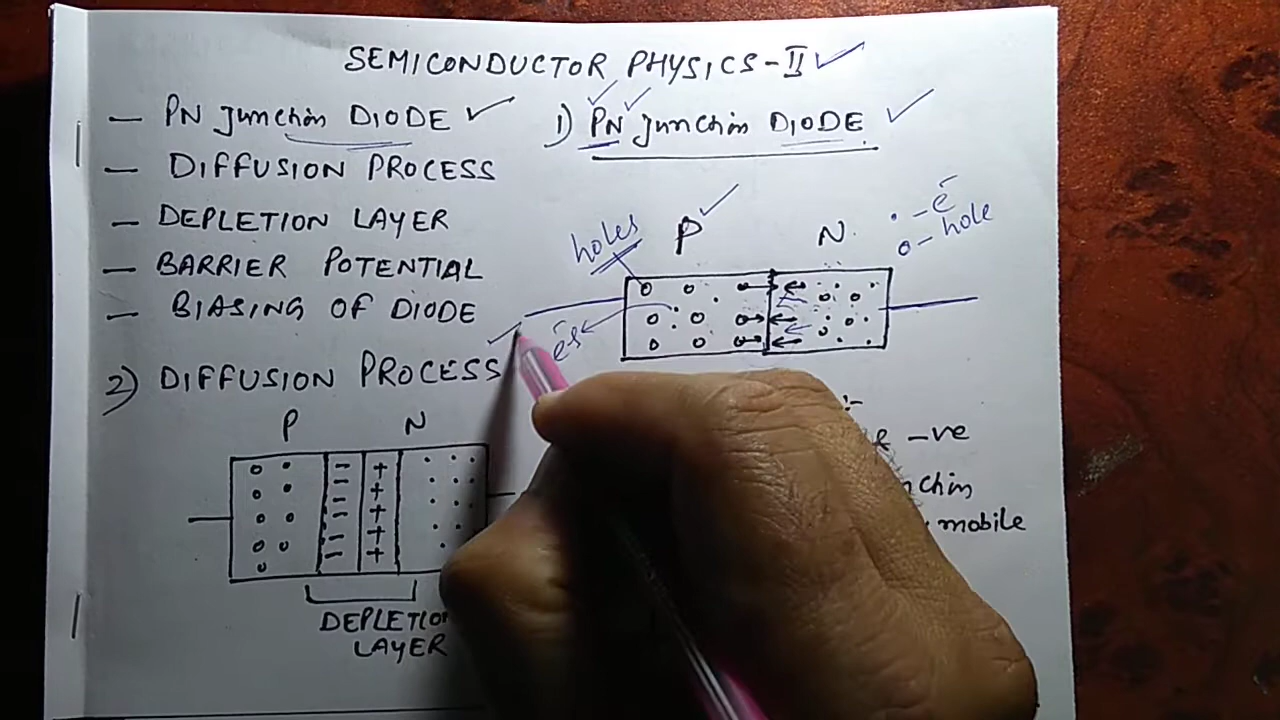 SEMICONDUCTOR PHYSICS-II
- PN Junction DIODE
- DIFFUSION PROCESS
- DEPLETION LAYER
- BARRIER POTENTIAL
- BIASING OF DIODE
1) PN Junction DIODE
P N
holes
e⁻s
. - e⁻
o - hole
2) DIFFUSION PROCESS
P N
- +
- +
- +
- +
- +
DEPLETION
LAYER
-ve
mobile